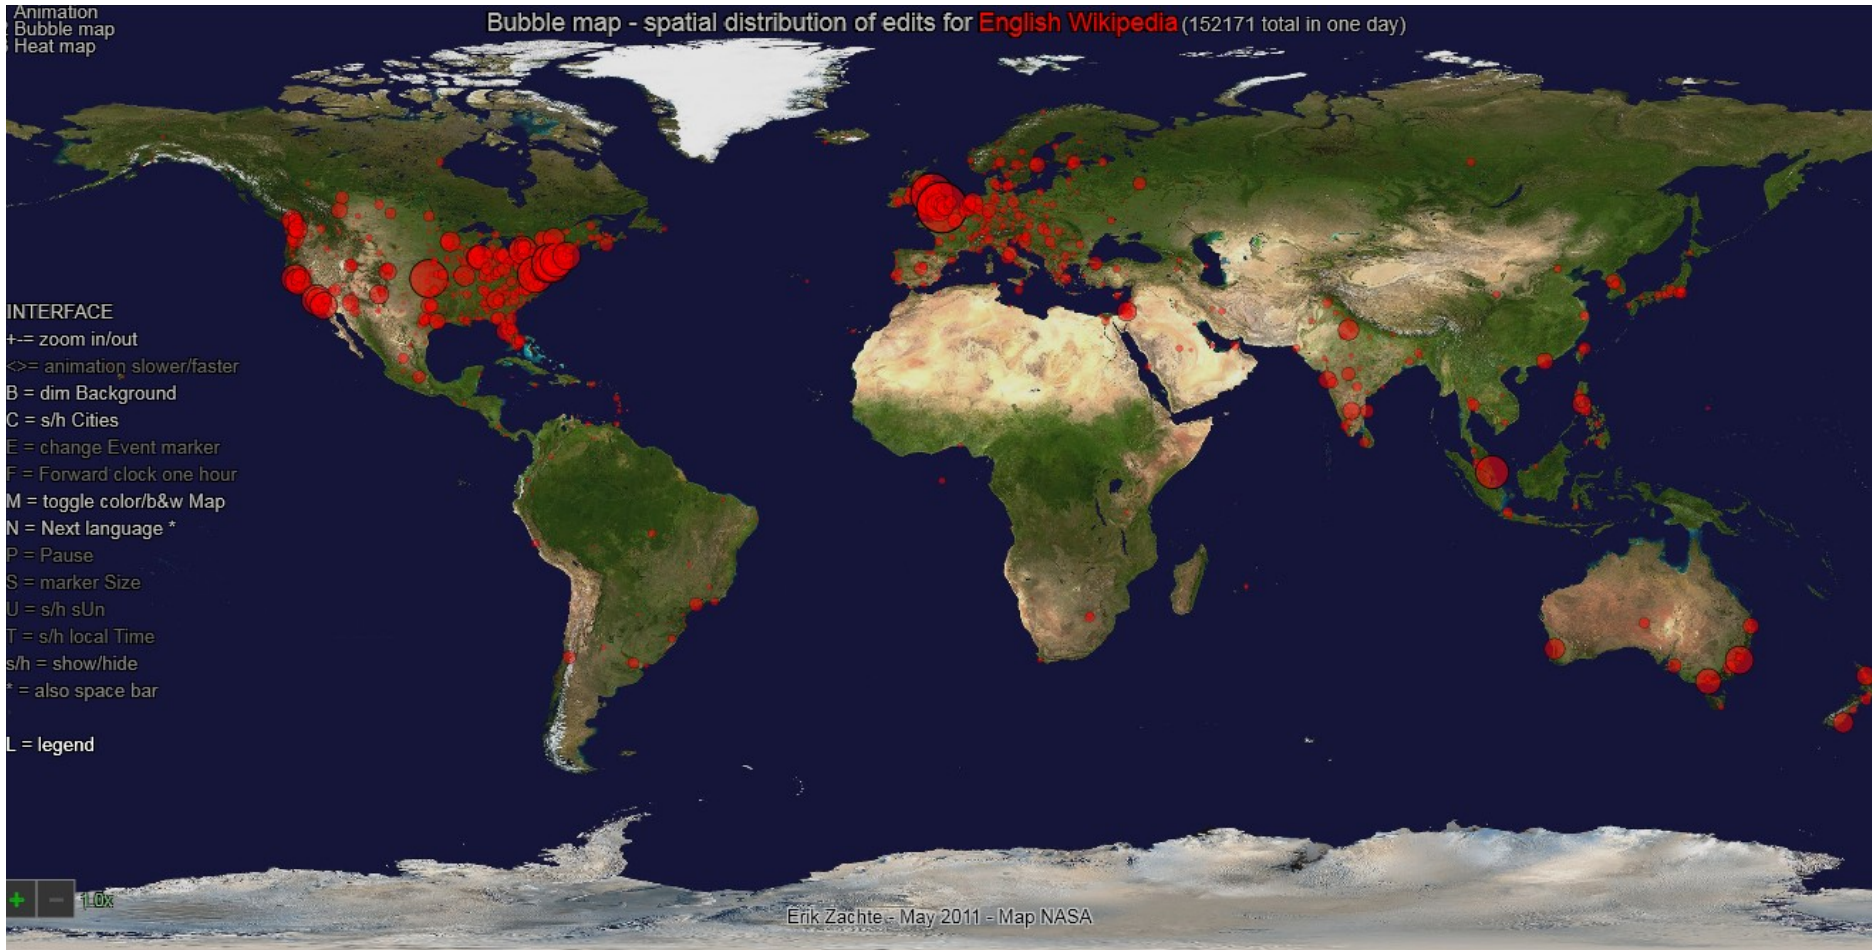 Animation
2 Bubble map
3 Heat map
Bubble map - spatial distribution of edits for English Wikipedia (152171 total in one day)
INTERFACE
+-= zoom in/out
<>= animation slower/faster
B = dim Background
C = s/h Cities
E = change Event marker
F = Forward clock one hour
M = toggle color/b&w Map
N = Next language *
P = Pause
S = marker Size
U = s/h sUn
T = s/h local Time
s/h = show/hide
* = also space bar
L = legend
+ − 1.0x
Erik Zachte - May 2011 - Map NASA